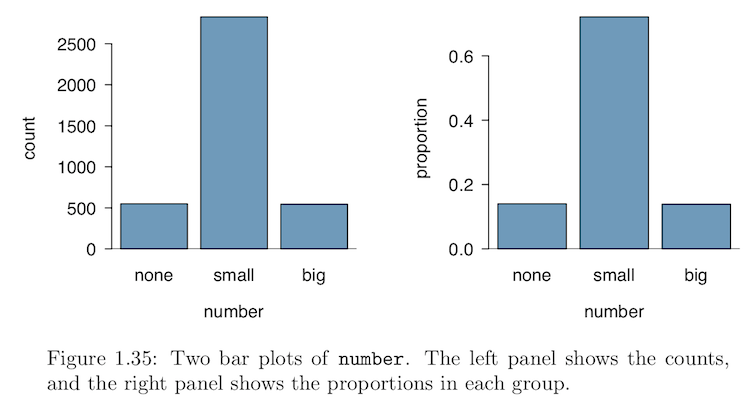 2500
2000
1500
1000
500
0
count
none small big
number
0.6
0.4
0.2
0.0
proportion
none small big
number
Figure 1.35: Two bar plots of number. The left panel shows the counts,
and the right panel shows the proportions in each group.